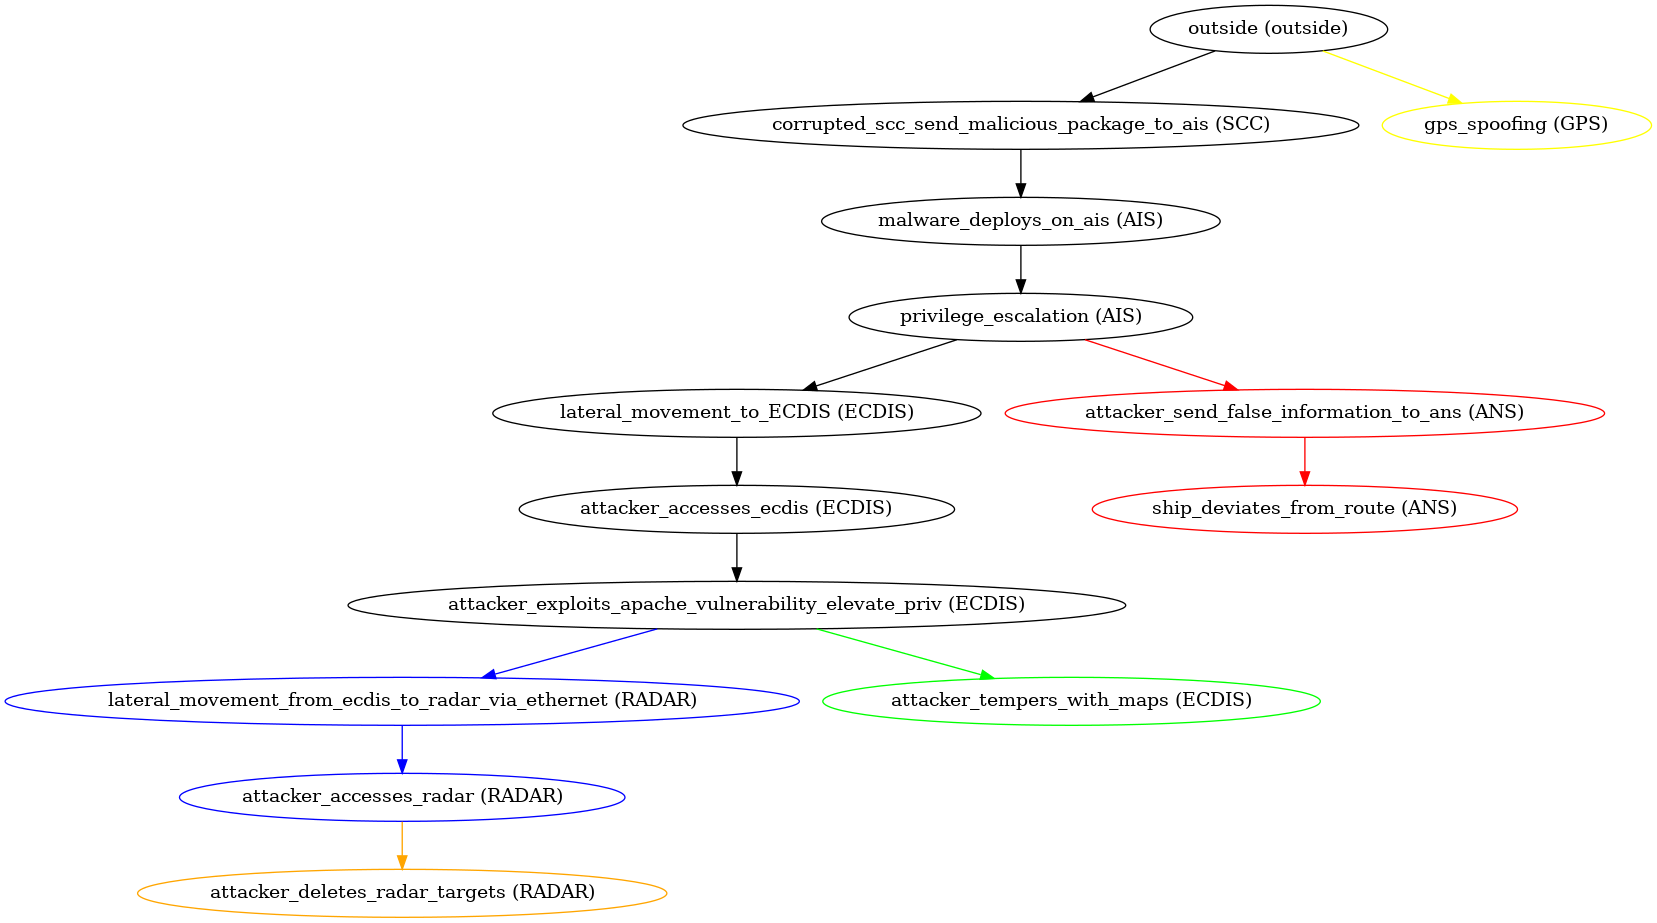 outside (outside)
corrupted_scc_send_malicious_package_to_ais (SCC)
gps_spoofing (GPS)
malware_deploys_on_ais (AIS)
privilege_escalation (AIS)
lateral_movement_to_ECDIS (ECDIS)
attacker_send_false_information_to_ans (ANS)
attacker_accesses_ecdis (ECDIS)
ship_deviates_from_route (ANS)
attacker_exploits_apache_vulnerability_elevate_priv (ECDIS)
lateral_movement_from_ecdis_to_radar_via_ethernet (RADAR)
attacker_tempers_with_maps (ECDIS)
attacker_accesses_radar (RADAR)
attacker_deletes_radar_targets (RADAR)